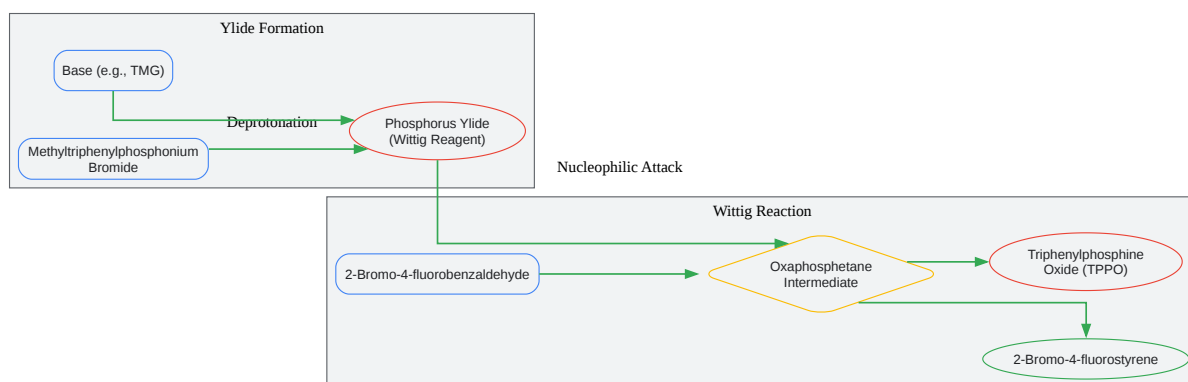 Ylide Formation
Base (e.g., TMG)
Deprotonation
Phosphorus Ylide
(Wittig Reagent)
Methyltriphenylphosphonium
Bromide
Nucleophilic Attack
Wittig Reaction
2-Bromo-4-fluorobenzaldehyde
Oxaphosphetane
Intermediate
Triphenylphosphine
Oxide (TPPO)
2-Bromo-4-fluorostyrene